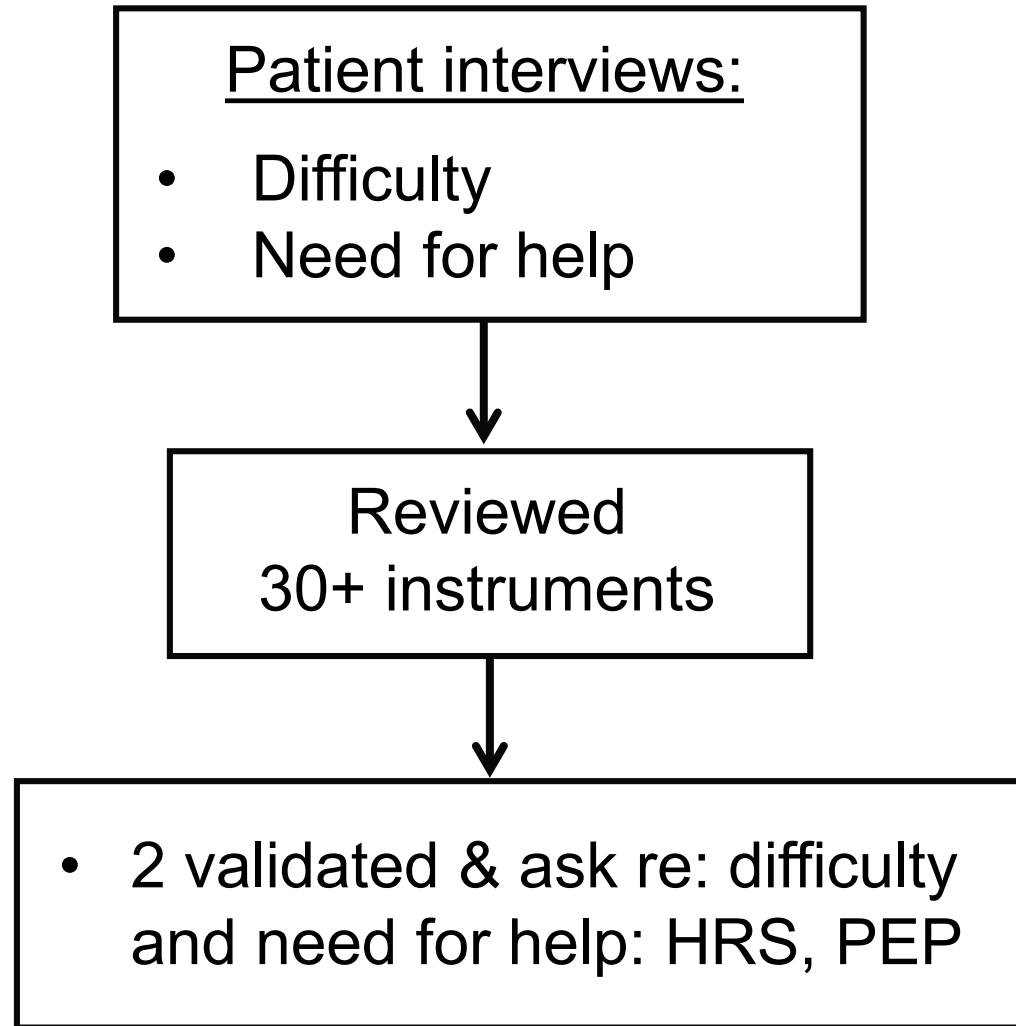 Patient interviews:
• Difficulty
• Need for help
Reviewed
30+ instruments
• 2 validated & ask re: difficulty
and need for help: HRS, PEP